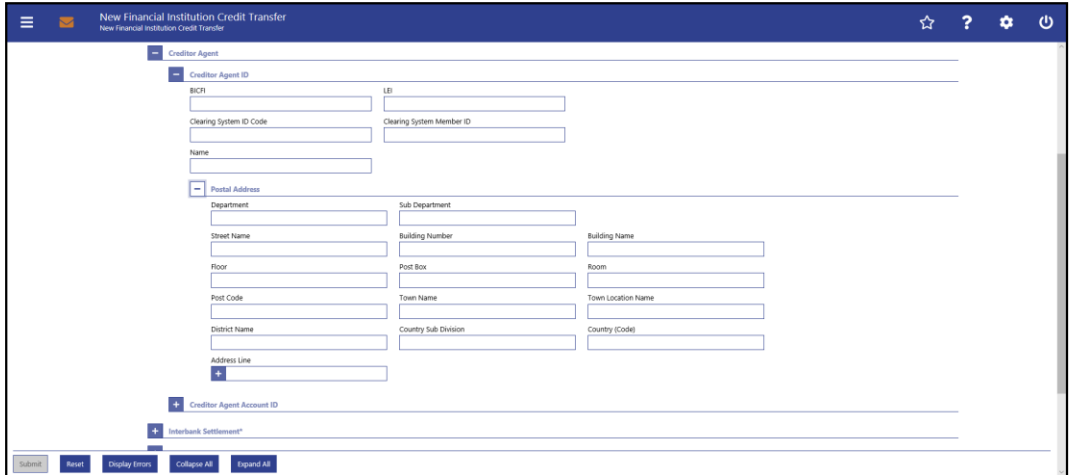 New Financial Institution Credit Transfer
New Financial Institution Credit Transfer
?
Creditor Agent
Creditor Agent ID
BICFI LEI
Clearing System ID Code Clearing System Member ID
Name
Postal Address
Department Sub Department
Street Name Building Number Building Name
Floor Post Box Room
Post Code Town Name Town Location Name
District Name Country Sub Division Country (Code)
Address Line
Creditor Agent Account ID
Interbank Settlement*
Submit Reset Display Errors Collapse All Expand All